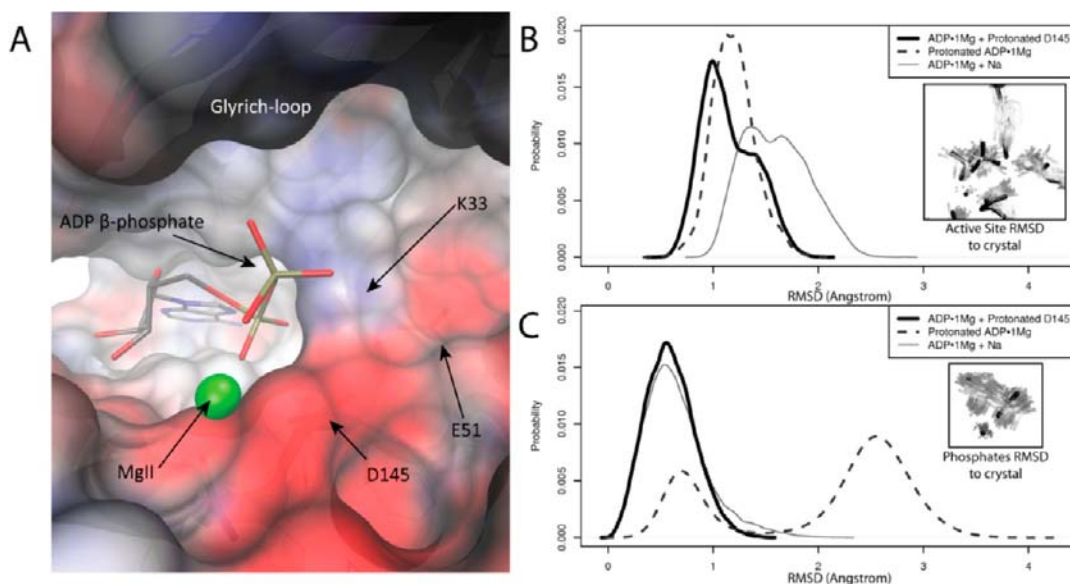 A
Glyrich-loop
ADP β-phosphate
K33
MgII
D145
E51
B
0.020
0.015
0.010
0.005
0.000
Probability
ADP•1Mg + Protonated D145
Protonated ADP•1Mg
ADP•1Mg + Na
Active Site RMSD
to crystal
0 1 2 3 4
RMSD (Angstrom)
C
0.020
0.015
0.010
0.005
0.000
Probability
ADP•1Mg + Protonated D145
Protonated ADP•1Mg
ADP•1Mg + Na
Phosphates RMSD
to crystal
0 1 2 3 4
RMSD (Angstrom)